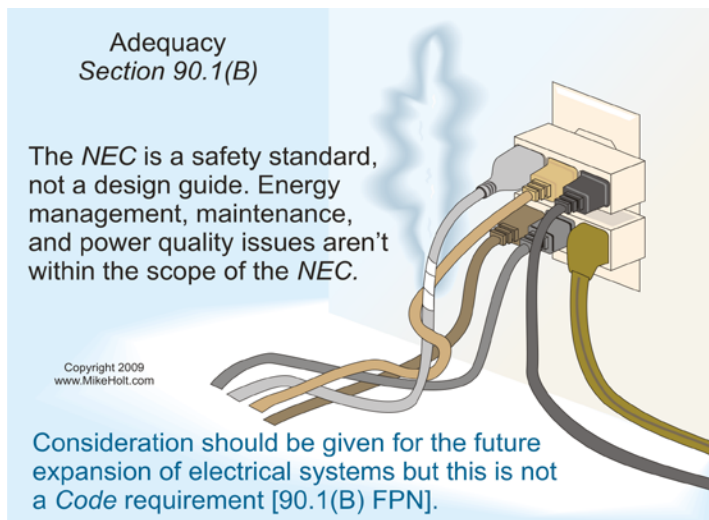 Adequacy
Section 90.1(B)
The NEC is a safety standard,
not a design guide. Energy
management, maintenance,
and power quality issues aren't
within the scope of the NEC.
Copyright 2009
www.MikeHolt.com
Consideration should be given for the future
expansion of electrical systems but this is not
a Code requirement [90.1(B) FPN].